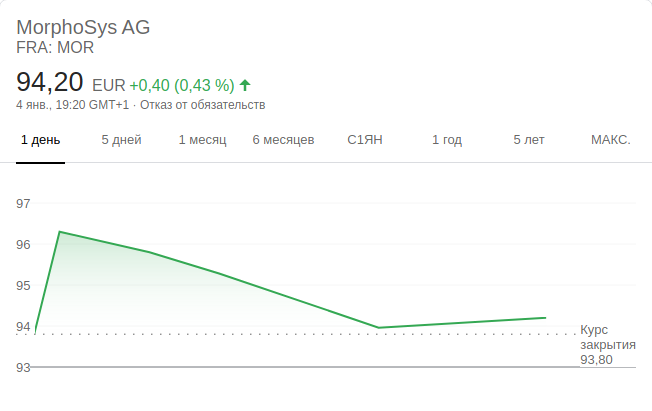 MorphoSys AG
FRA: MOR
94,20 EUR +0,40 (0,43 %)
4 янв., 19:20 GMT+1 · Отказ от обязательств
1 день 5 дней 1 месяц 6 месяцев С1ЯН 1 год 5 лет МАКС.
97
96
95
94
Курс
закрытия
93,80
93